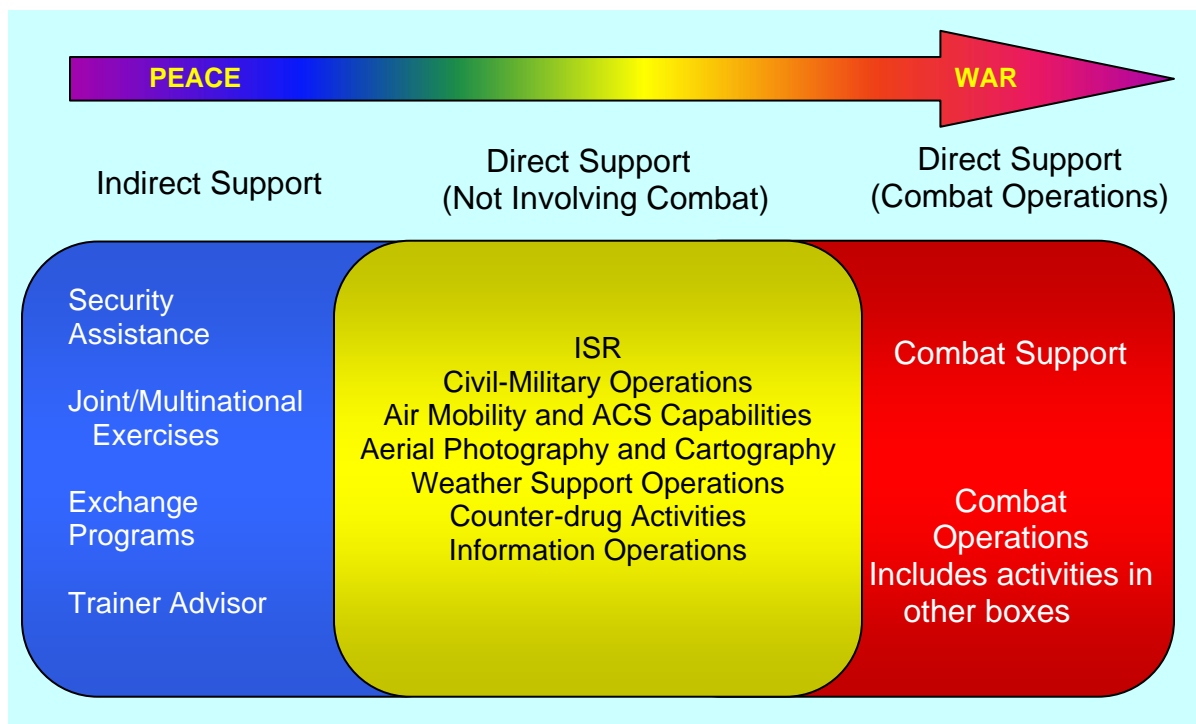 PEACE
WAR
Indirect Support
Direct Support
(Not Involving Combat)
Direct Support
(Combat Operations)
Security
Assistance
Joint/Multinational
Exercises
Exchange
Programs
Trainer Advisor
ISR
Civil-Military Operations
Air Mobility and ACS Capabilities
Aerial Photography and Cartography
Weather Support Operations
Counter-drug Activities
Information Operations
Combat Support
Combat
Operations
Includes activities in
other boxes